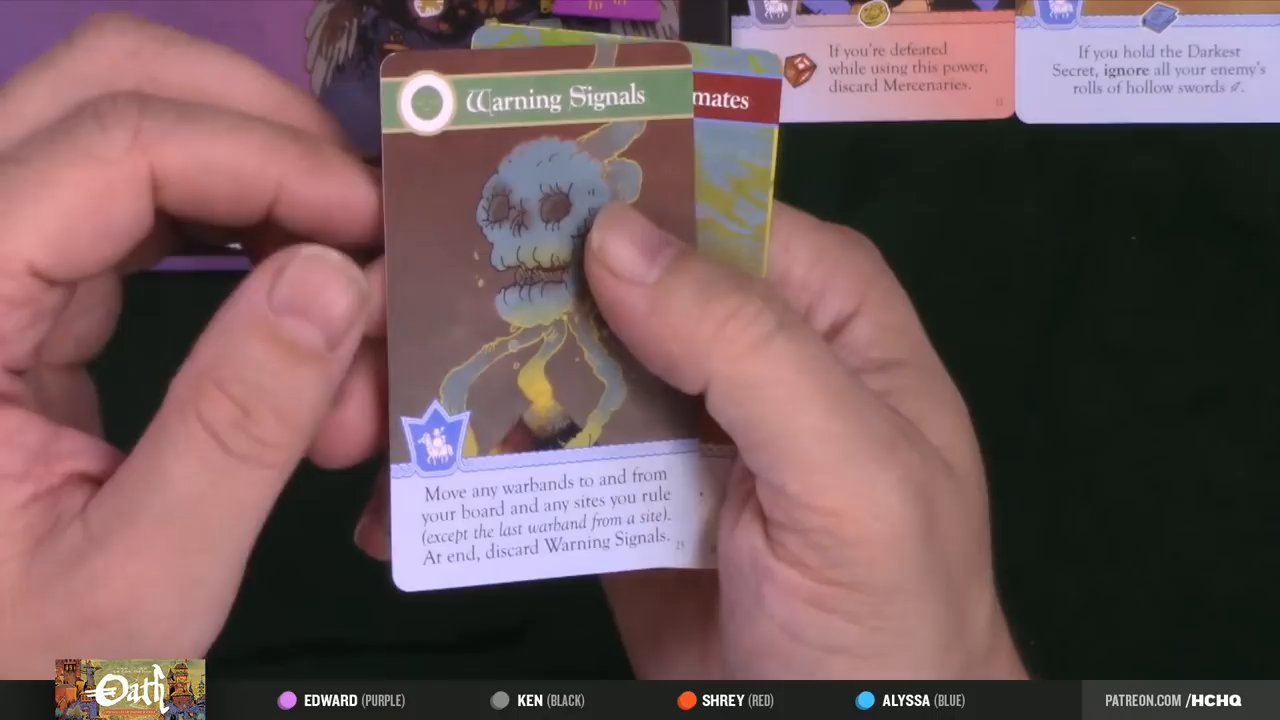 If you're defeated
while using this power,
discard Mercenaries.
12
If you hold the Darkest
Secret, ignore all your enemy's
rolls of hollow swords
Warning Signals
mates
Move any warbands to and from
your board and any sites you rule
(except the last warband from a site).
At end, discard Warning Signals.
Oath
EDWARD (PURPLE)
KEN (BLACK)
SHREY (RED)
ALYSSA (BLUE)
PATREON.COM/HCHQ